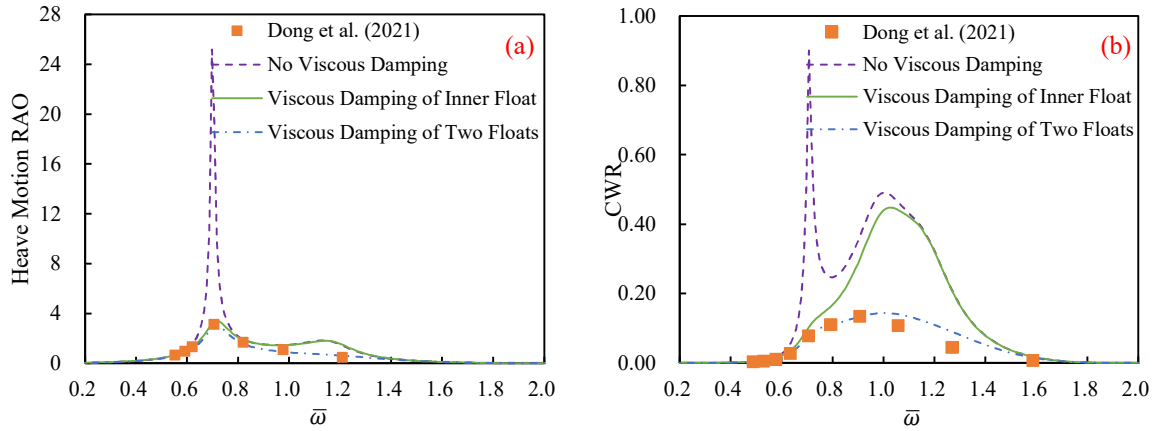 Heave Motion RAO
28
24
20
16
12
8
4
0
0.2 0.4 0.6 0.8 1.0 1.2 1.4 1.6 1.8 2.0
ω̅
Dong et al. (2021)
No Viscous Damping
Viscous Damping of Inner Float
Viscous Damping of Two Floats
(a)
CWR
1.00
0.80
0.60
0.40
0.20
0.00
0.2 0.4 0.6 0.8 1.0 1.2 1.4 1.6 1.8 2.0
ω̅
Dong et al. (2021)
No Viscous Damping
Viscous Damping of Inner Float
Viscous Damping of Two Floats
(b)